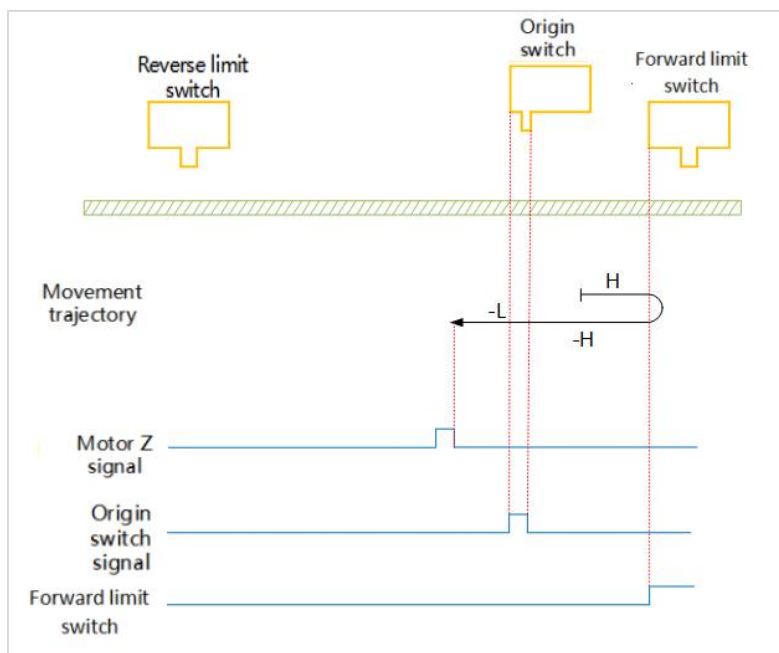 Origin
switch
Reverse limit
switch
Forward limit
switch
Movement
trajectory
H
-L
-H
Motor Z
signal
Origin
switch
signal
Forward limit
switch